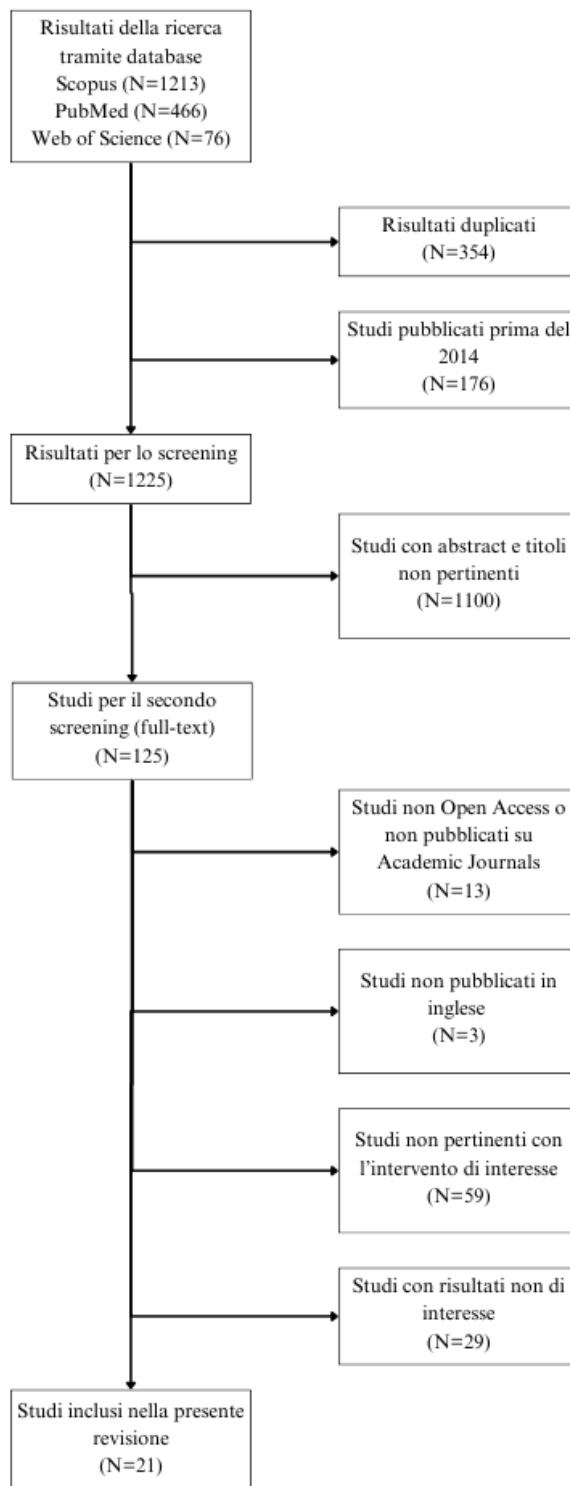 Risultati della ricerca
tramite database
Scopus (N=1213)
PubMed (N=466)
Web of Science (N=76)
Risultati duplicati
(N=354)
Studi pubblicati prima del
2014
(N=176)
Risultati per lo screening
(N=1225)
Studi con abstract e titoli
non pertinenti
(N=1100)
Studi per il secondo
screening (full-text)
(N=125)
Studi non Open Access o
non pubblicati su
Academic Journals
(N=13)
Studi non pubblicati in
inglese
(N=3)
Studi non pertinenti con
l'intervento di interesse
(N=59)
Studi con risultati non di
interesse
(N=29)
Studi inclusi nella presente
revisione
(N=21)